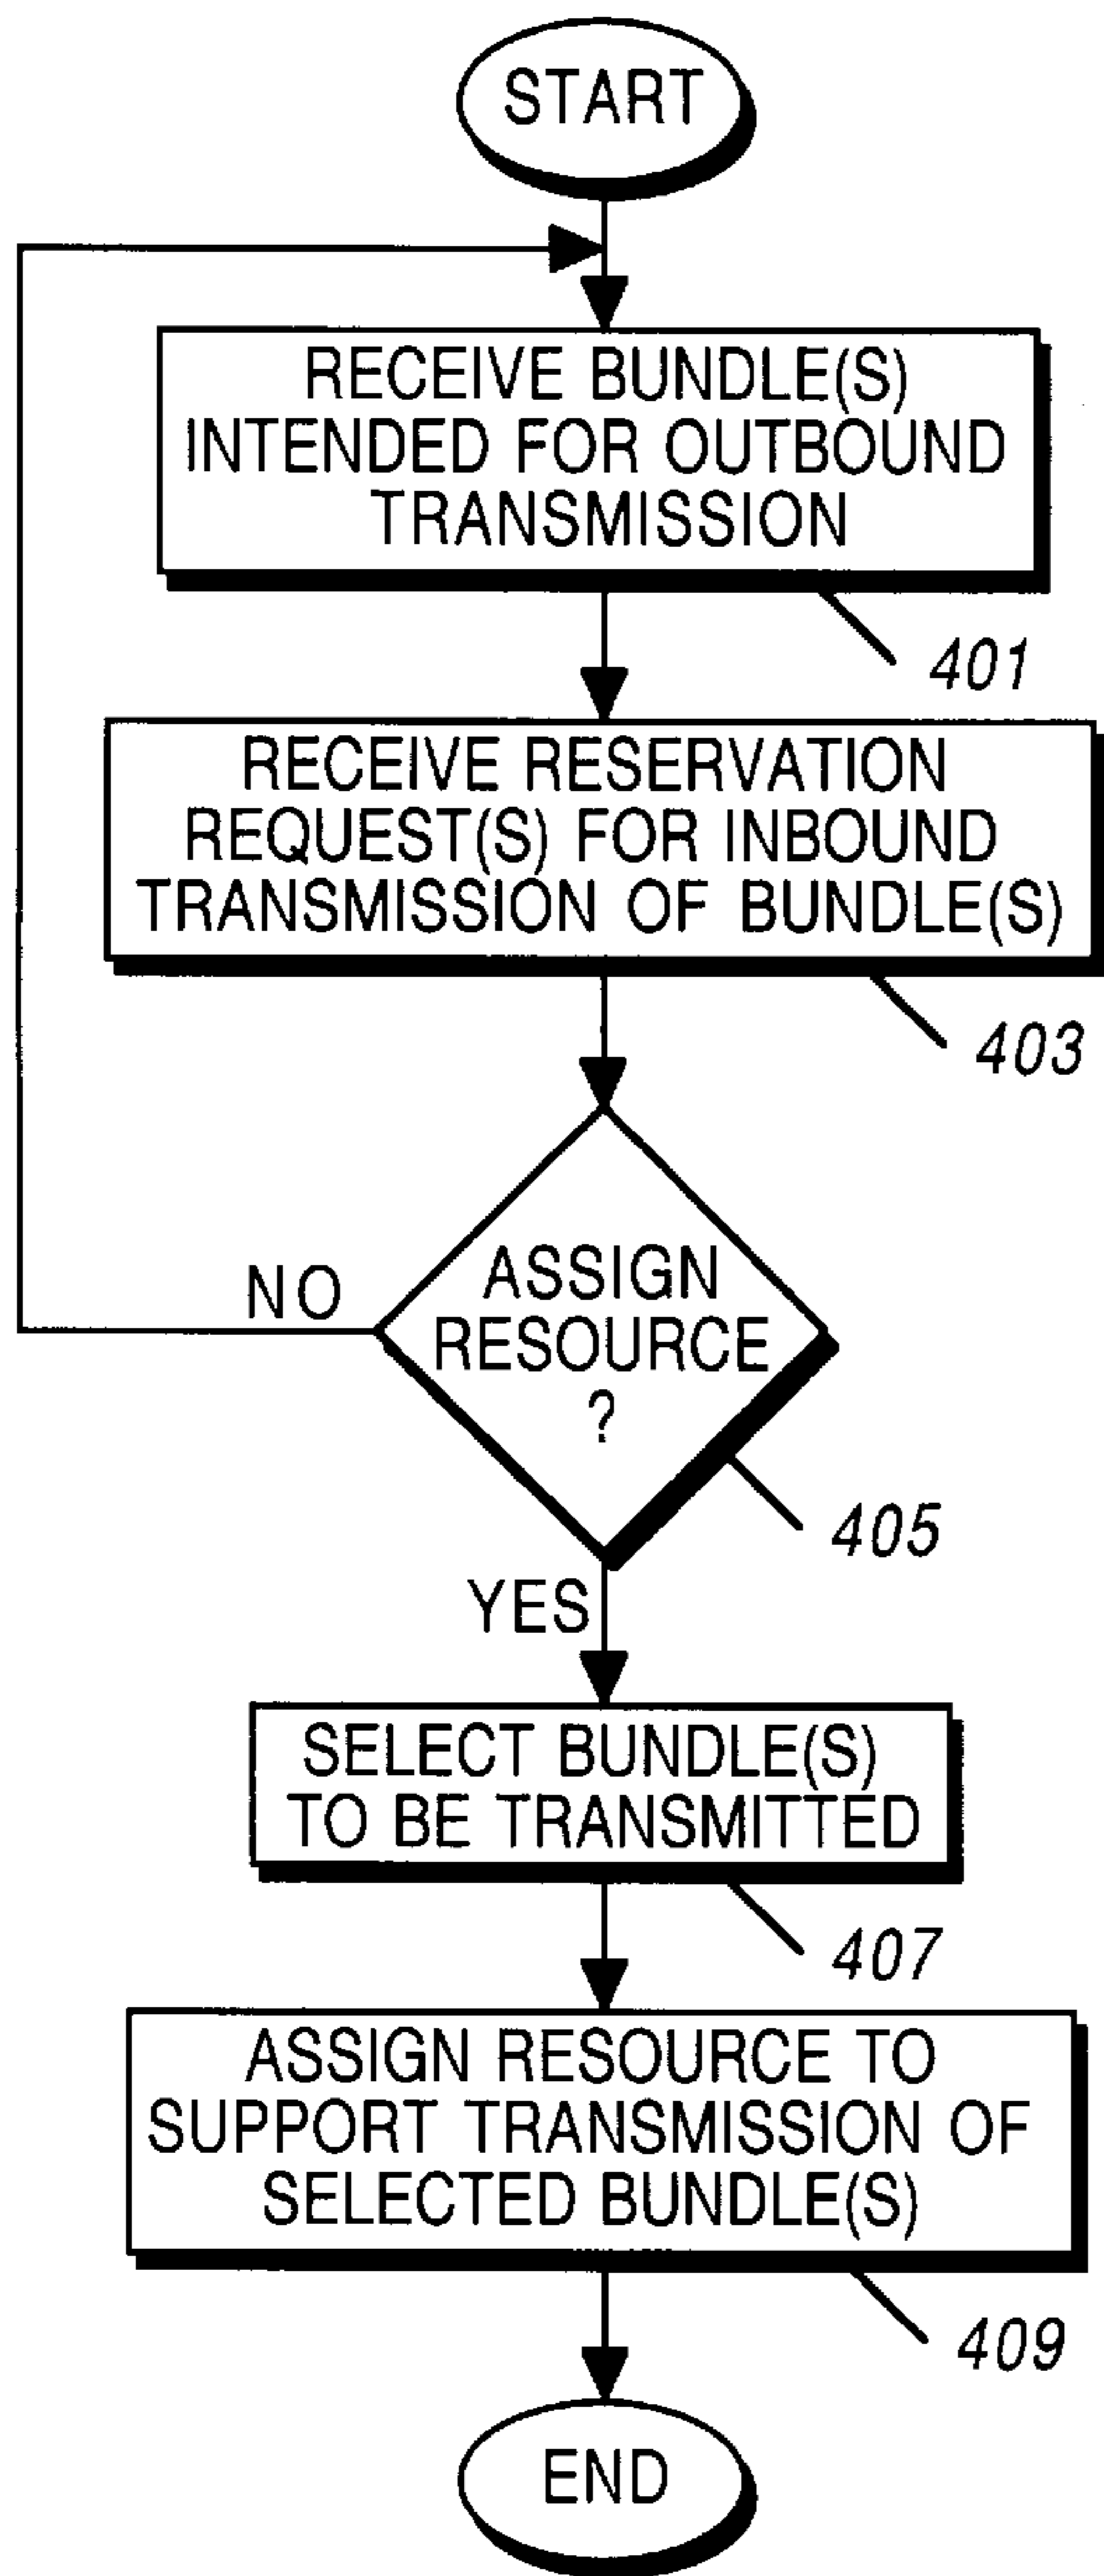 START
RECEIVE BUNDLE(S)
INTENDED FOR OUTBOUND
TRANSMISSION
401
RECEIVE RESERVATION
REQUEST(S) FOR INBOUND
TRANSMISSION OF BUNDLE(S)
403
ASSIGN
RESOURCE
?
405
NO
YES
SELECT BUNDLE(S)
TO BE TRANSMITTED
407
ASSIGN RESOURCE TO
SUPPORT TRANSMISSION OF
SELECTED BUNDLE(S)
409
END